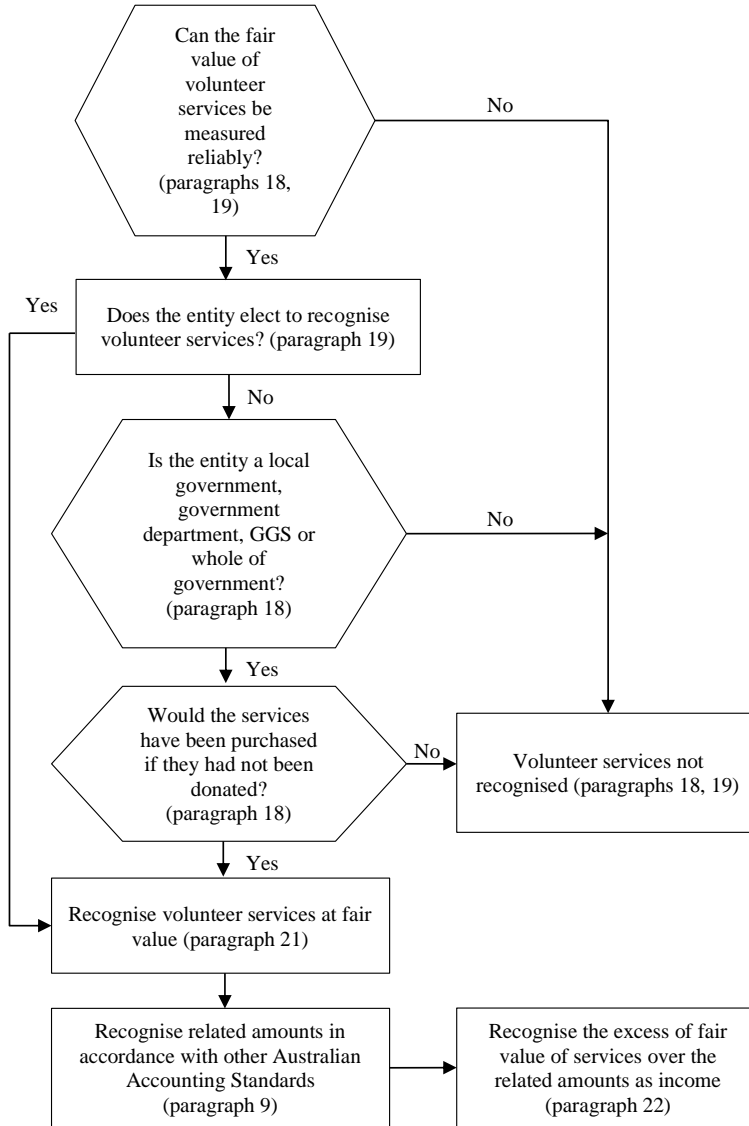 Can the fair
value of
volunteer
services be
measured
reliably?
(paragraphs 18,
19)
No
Yes
Yes
Does the entity elect to recognise
volunteer services? (paragraph 19)
No
Is the entity a local
government,
government
department, GGS or
whole of
government?
(paragraph 18)
No
Yes
Would the services
have been purchased
if they had not been
donated?
(paragraph 18)
No
Volunteer services not
recognised (paragraphs 18, 19)
Yes
Recognise volunteer services at fair
value (paragraph 21)
Recognise related amounts in
accordance with other Australian
Accounting Standards
(paragraph 9)
Recognise the excess of fair
value of services over the
related amounts as income
(paragraph 22)